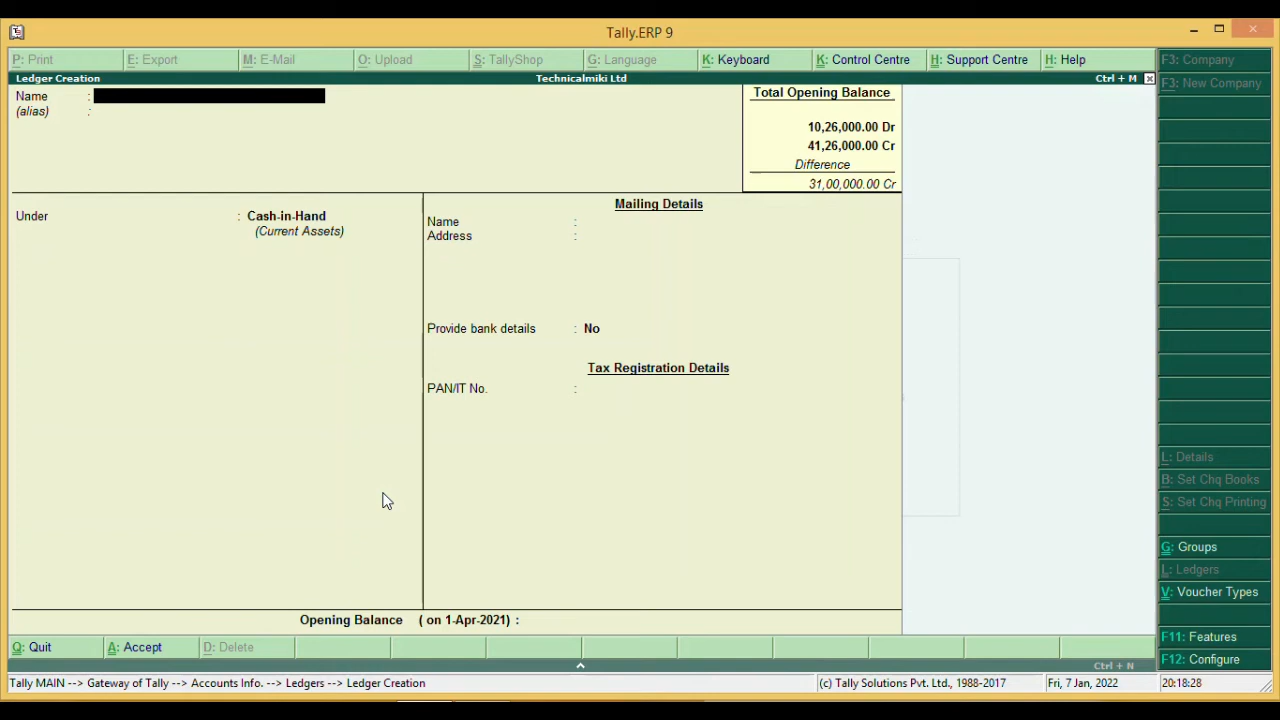 Tally.ERP 9
P: Print E: Export M: E-Mail O: Upload S: TallyShop G: Language K: Keyboard K: Control Centre H: Support Centre H: Help
F3: Company
Ledger Creation Technicalmiki Ltd Ctrl + M
F3: New Company
Name :
(alias) :
Total Opening Balance
10,26,000.00 Dr
41,26,000.00 Cr
Difference
31,00,000.00 Cr
Under : Cash-in-Hand
(Current Assets)
Mailing Details
Name :
Address :
Provide bank details : No
Tax Registration Details
PAN/IT No. :
L: Details
B: Set Chq Books
S: Set Chq Printing
G: Groups
L: Ledgers
V: Voucher Types
Opening Balance ( on 1-Apr-2021) :
F11: Features
Q: Quit A: Accept D: Delete
F12: Configure
Ctrl + N
Tally MAIN --> Gateway of Tally --> Accounts Info. --> Ledgers --> Ledger Creation (c) Tally Solutions Pvt. Ltd., 1988-2017 Fri, 7 Jan, 2022 20:18:28